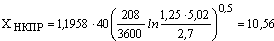 X НКПР = 1,1958 · 40 ( 208 / 3600 ln 1,25 · 5,02 / 2,7 )^0,5 = 10,56